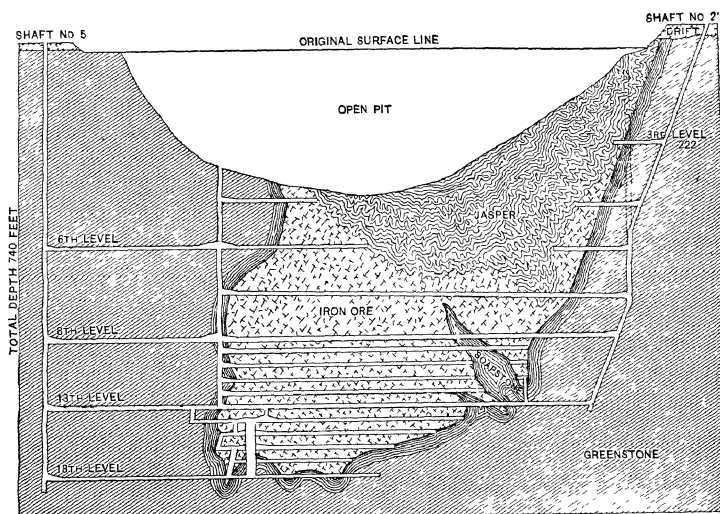 SHAFT No 5
ORIGINAL SURFACE LINE
SHAFT NO 2'
DRIFT
OPEN PIT
3RD LEVEL
222
JASPER
6TH LEVEL
TOTAL DEPTH 740 FEET
IRON ORE
8TH LEVEL
SOAPSTONE
13TH LEVEL
GREENSTONE
18TH LEVEL